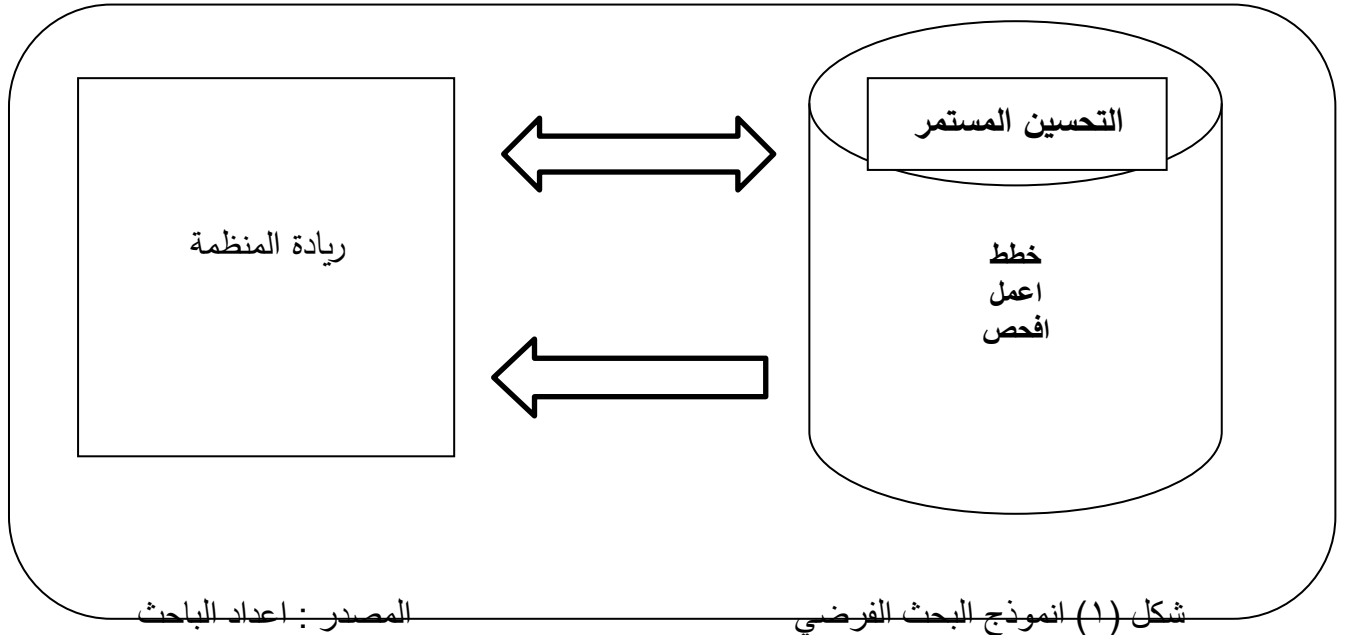 التحسين المستمر
خطط
اعمل
افحص
ريادة المنظمة
شكل (١) انموذج البحث الفرضي المصدر : اعداد الباحث